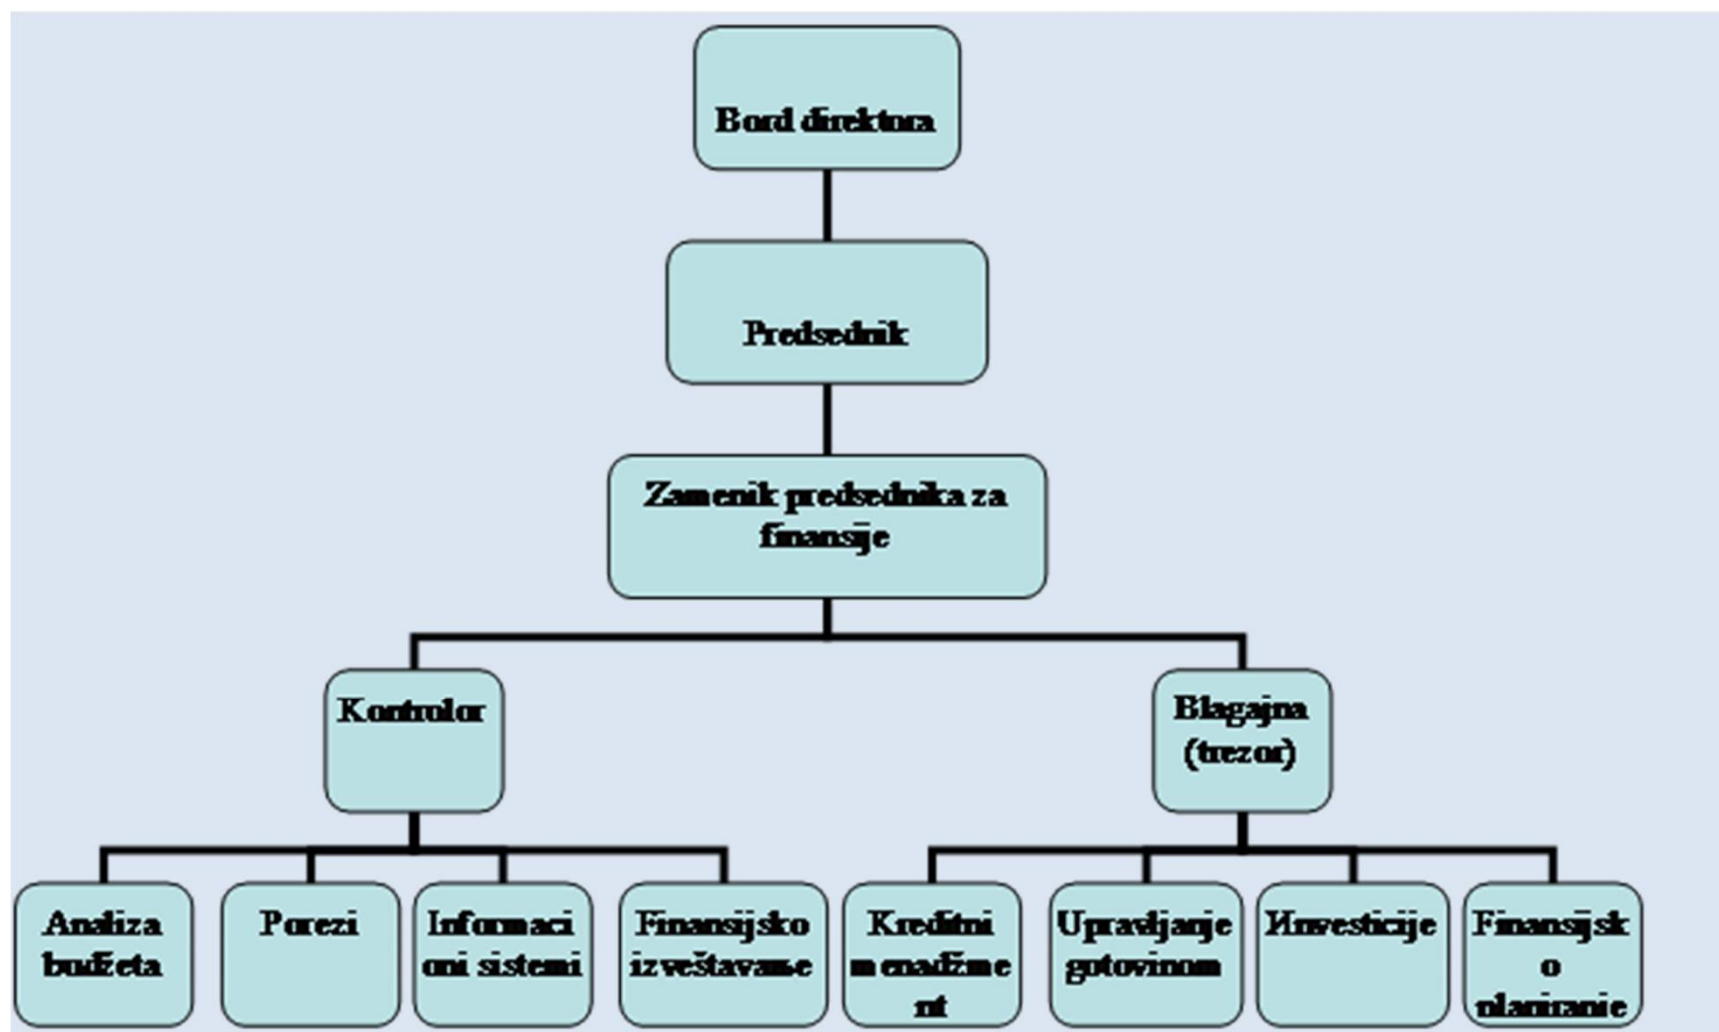 Bord direktora
Predsednik
Zamenik predsednika za
finansije
Kontrolor
Blagajna
(trezor)
Analiza
budžeta
Porezi
Informaci
oni sistemi
Finansijsko
izveštavanje
Kreditni
menadžme
nt
Upravljanje
gotovinom
Иnvesticije
Finansijsk
o
planiranje